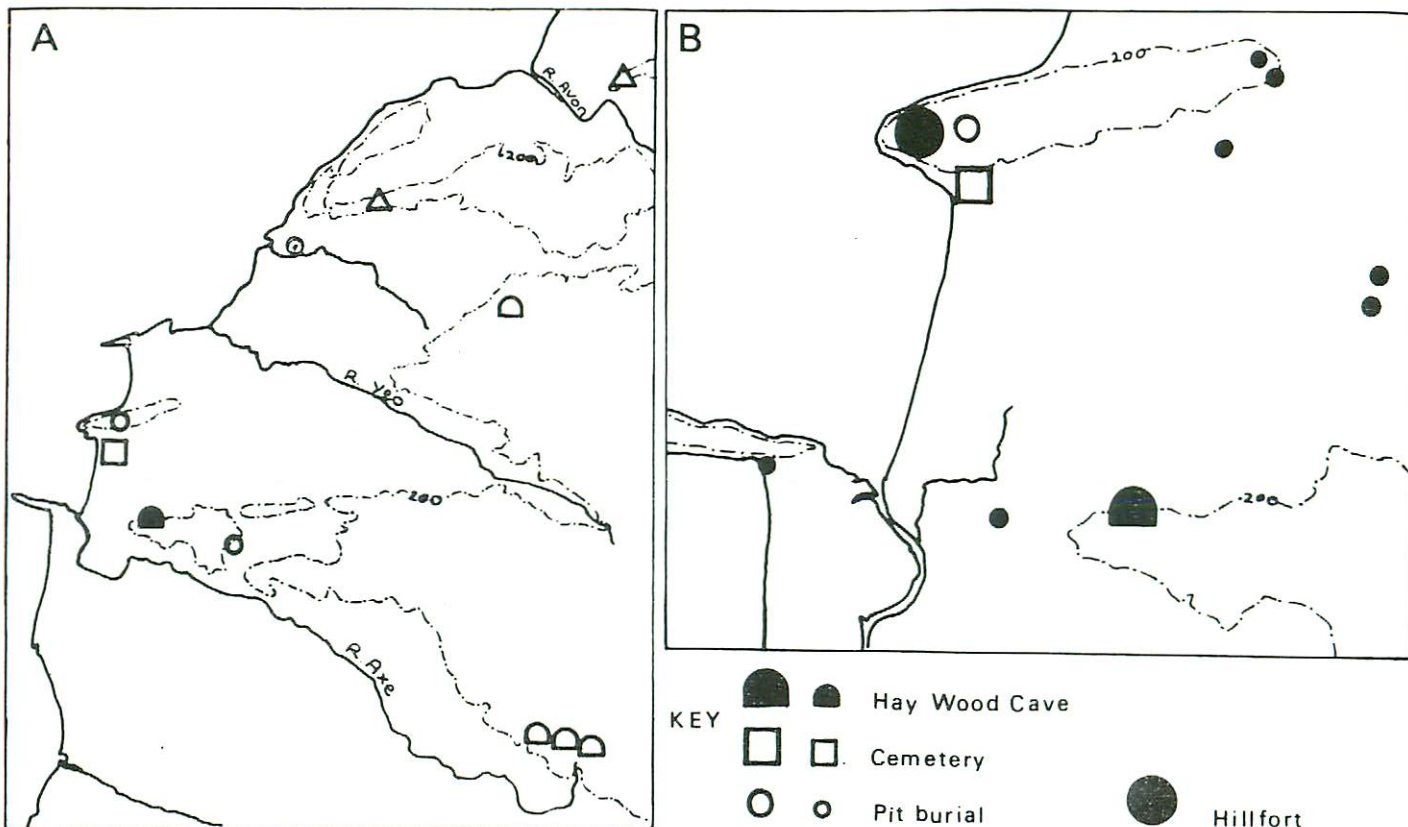 A
R. Avon
200
R. Yeo
200
R. Axe
B
200
200
KEY
Hay Wood Cave
Cemetery
Pit burial
Hillfort